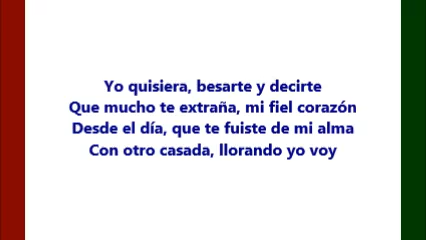 Yo quisiera, besarte y decirte
Que mucho te extraña, mi fiel corazón
Desde el día, que te fuiste de mi alma
Con otro casada, llorando yo voy